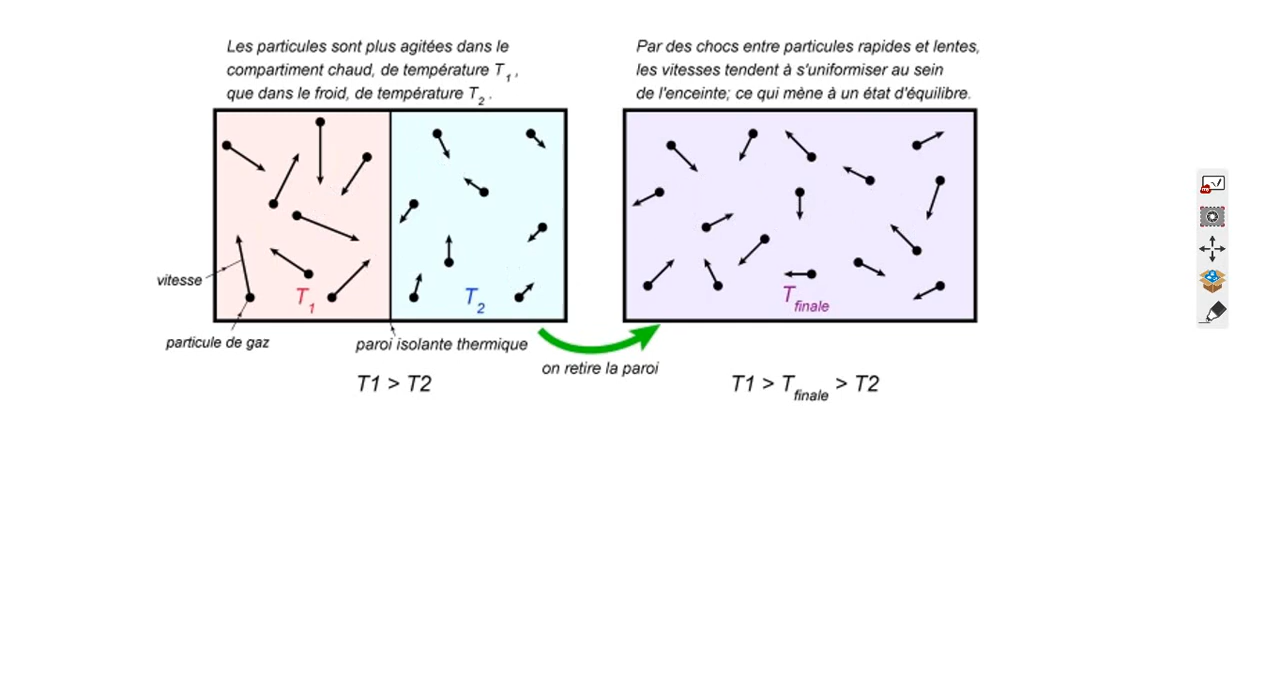 Les particules sont plus agitées dans le
compartiment chaud, de température T1,
que dans le froid, de température T2.
Par des chocs entre particules rapides et lentes,
les vitesses tendent à s'uniformiser au sein
de l'enceinte; ce qui mène à un état d'équilibre.
vitesse
T1
T2
Tfinale
particule de gaz
paroi isolante thermique
on retire la paroi
T1 > T2
T1 > Tfinale > T2